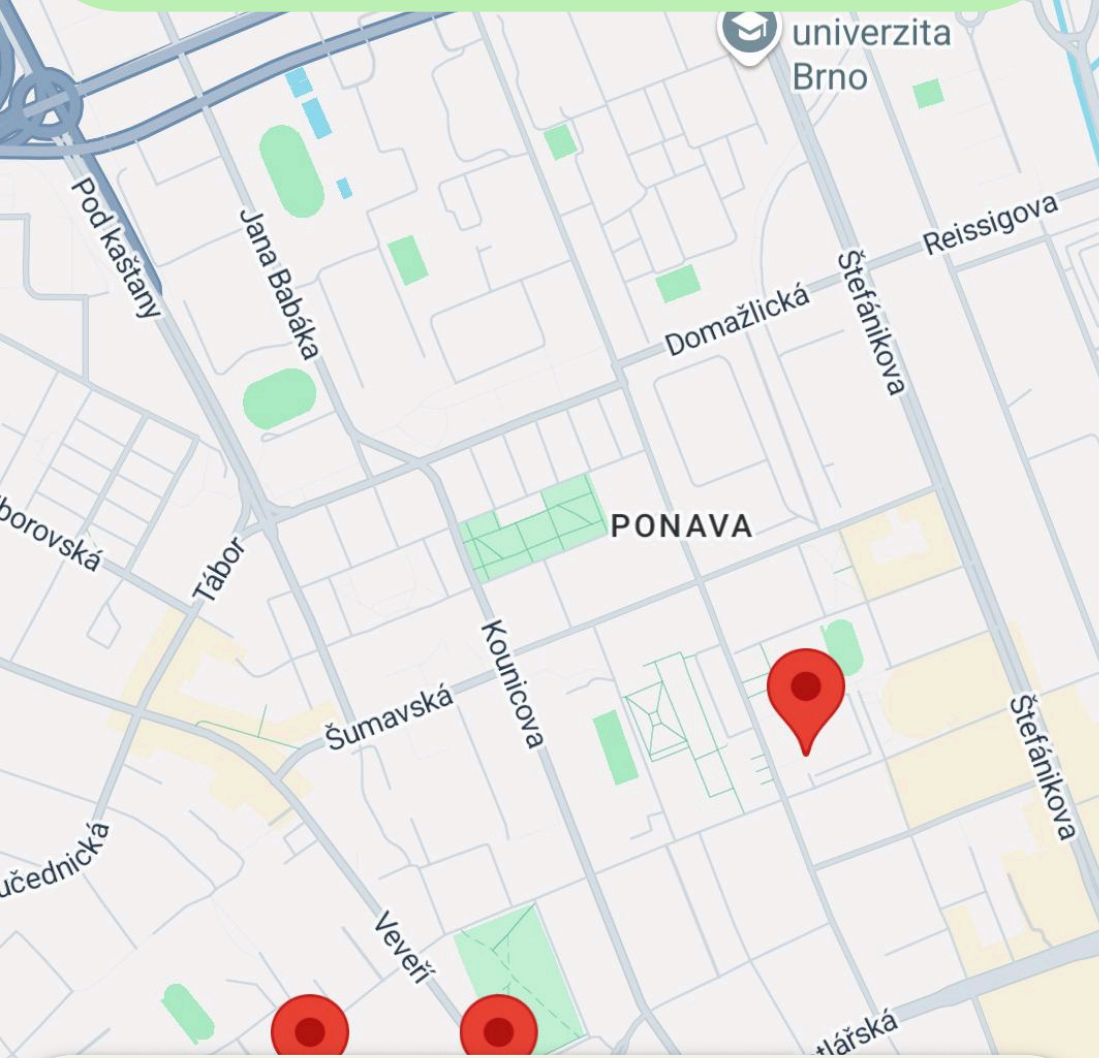 univerzita
Brno
Pod kaštany
Jana Babáka
Reissigova
Štefánikova
Domažlická
borovská
Tábor
PONAVA
Kounicova
Šumavská
Štefánikova
učednická
Veveří
tlářská